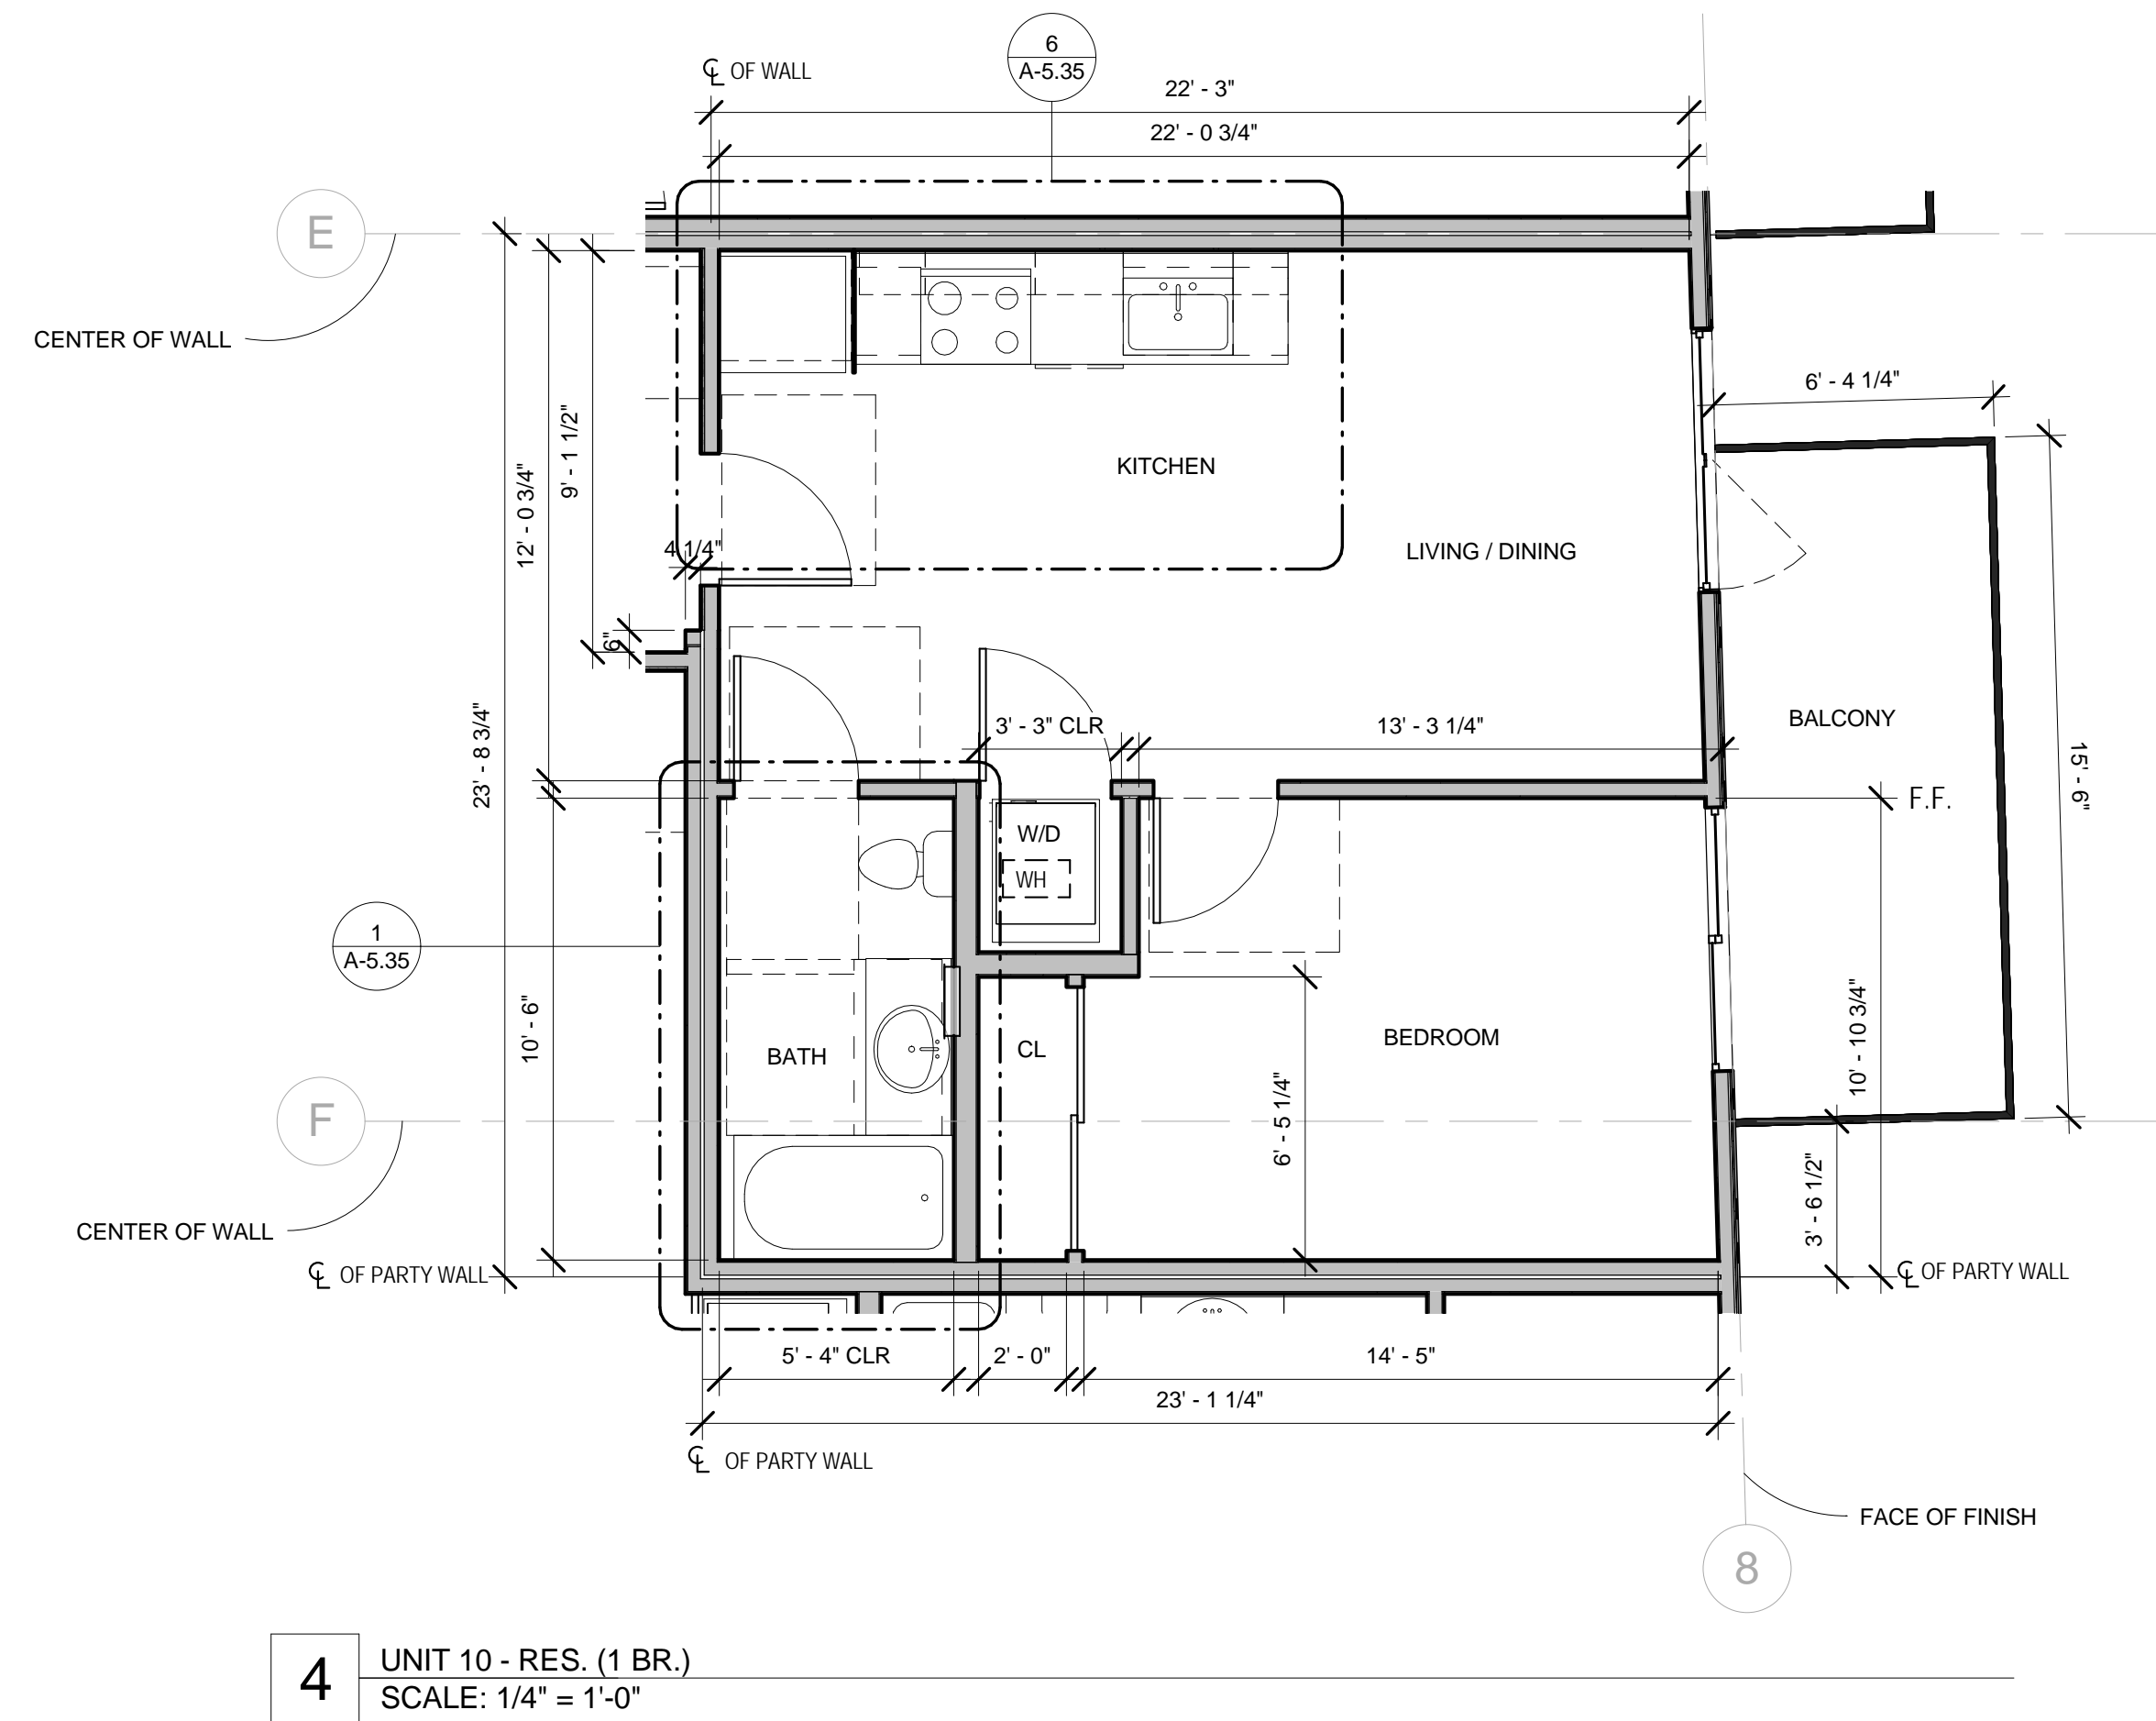 6
A-5.35
℄ OF WALL
22' - 3"
22' - 0 3/4"
E
CENTER OF WALL
6' - 4 1/4"
9' - 1 1/2"
12' - 0 3/4"
KITCHEN
4 1/4"
LIVING / DINING
6"
23' - 8 3/4"
3' - 3" CLR
13' - 3 1/4"
BALCONY
15' - 6"
F.F.
W/D
WH
1
A-5.35
10' - 6"
BATH
CL
BEDROOM
10' - 10 3/4"
6' - 5 1/4"
F
3' - 6 1/2"
CENTER OF WALL
℄ OF PARTY WALL
℄ OF PARTY WALL
5' - 4" CLR
2' - 0"
14' - 5"
23' - 1 1/4"
℄ OF PARTY WALL
FACE OF FINISH
8
4
UNIT 10 - RES. (1 BR.)
SCALE: 1/4" = 1'-0"